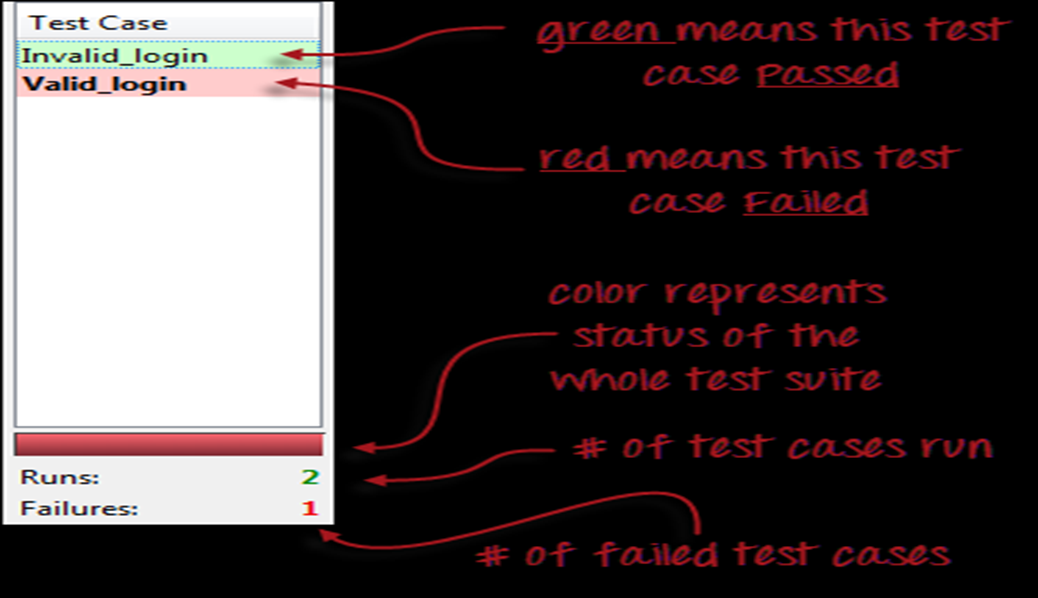 Test Case
Invalid_login
Valid_login
Runs: 2
Failures: 1
green means this test
case Passed
red means this test
case Failed
color represents
status of the
whole test suite
# of test cases run
# of failed test cases